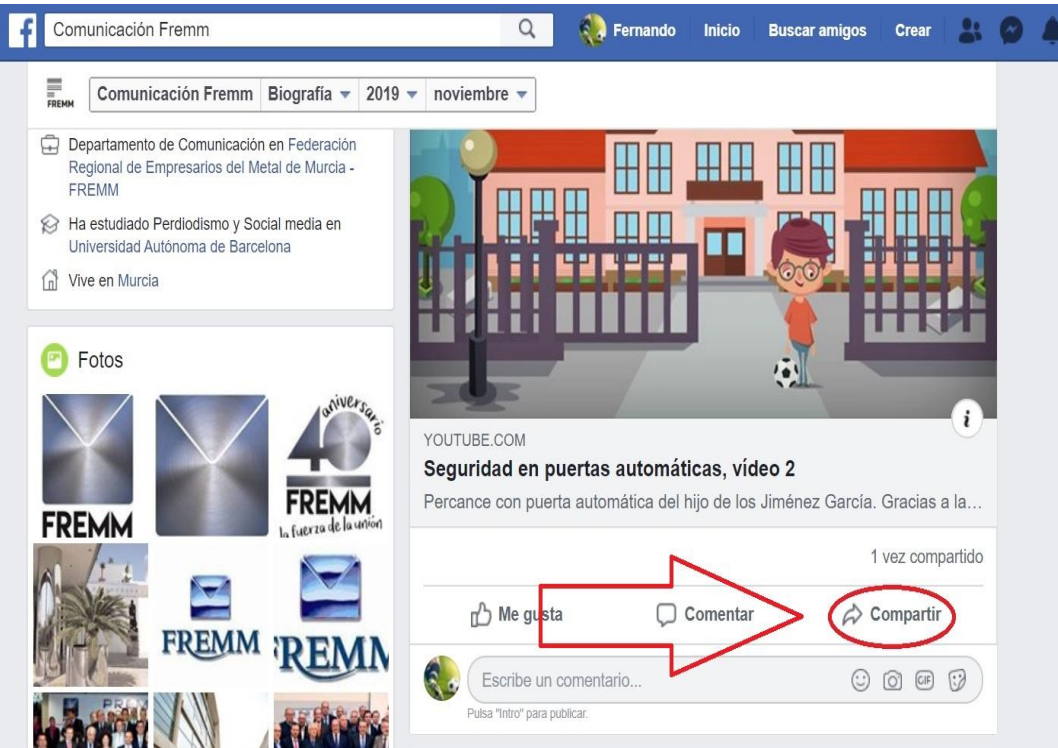 Comunicación Fremm
Fernando Inicio Buscar amigos Crear
FREMM
Comunicación Fremm Biografía 2019 noviembre
Departamento de Comunicación en Federación
Regional de Empresarios del Metal de Murcia -
FREMM
Ha estudiado Perdiodismo y Social media en
Universidad Autónoma de Barcelona
Vive en Murcia
Fotos
FREMM
40 aniversario
FREMM
la fuerza de la unión
FREMM
FREMM
YOUTUBE.COM
Seguridad en puertas automáticas, vídeo 2
Percance con puerta automática del hijo de los Jiménez García. Gracias a la…
1 vez compartido
Me gusta Comentar Compartir
Escribe un comentario...
GIF
Pulsa "Intro" para publicar.